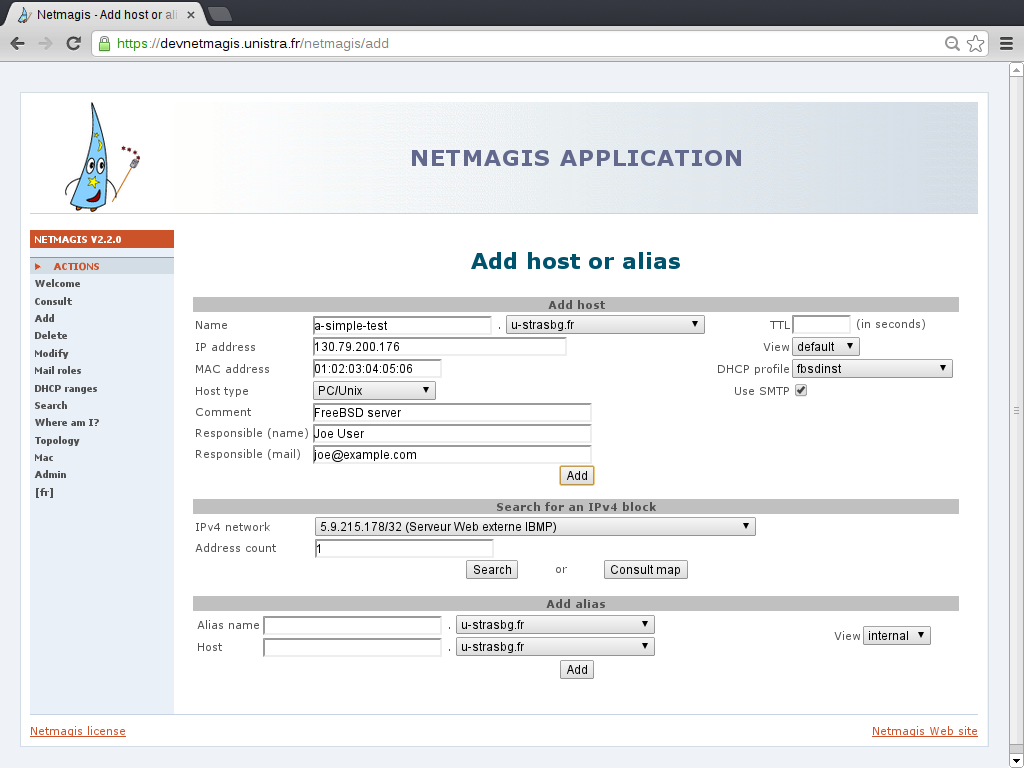 Netmagis - Add host or ali
https://devnetmagis.unistra.fr/netmagis/add
NETMAGIS APPLICATION
NETMAGIS V2.2.0
ACTIONS
Welcome
Consult
Add
Delete
Modify
Mail roles
DHCP ranges
Search
Where am I?
Topology
Mac
Admin
[fr]
Add host or alias
Add host
Name a-simple-test . u-strasbg.fr TTL (in seconds)
IP address 130.79.200.176 View default
MAC address 01:02:03:04:05:06 DHCP profile fbsdinst
Host type PC/Unix Use SMTP
Comment FreeBSD server
Responsible (name) Joe User
Responsible (mail) joe@example.com
Add
Search for an IPv4 block
IPv4 network 5.9.215.178/32 (Serveur Web externe IBMP)
Address count 1
Search or Consult map
Add alias
Alias name . u-strasbg.fr View internal
Host . u-strasbg.fr
Add
Netmagis license Netmagis Web site